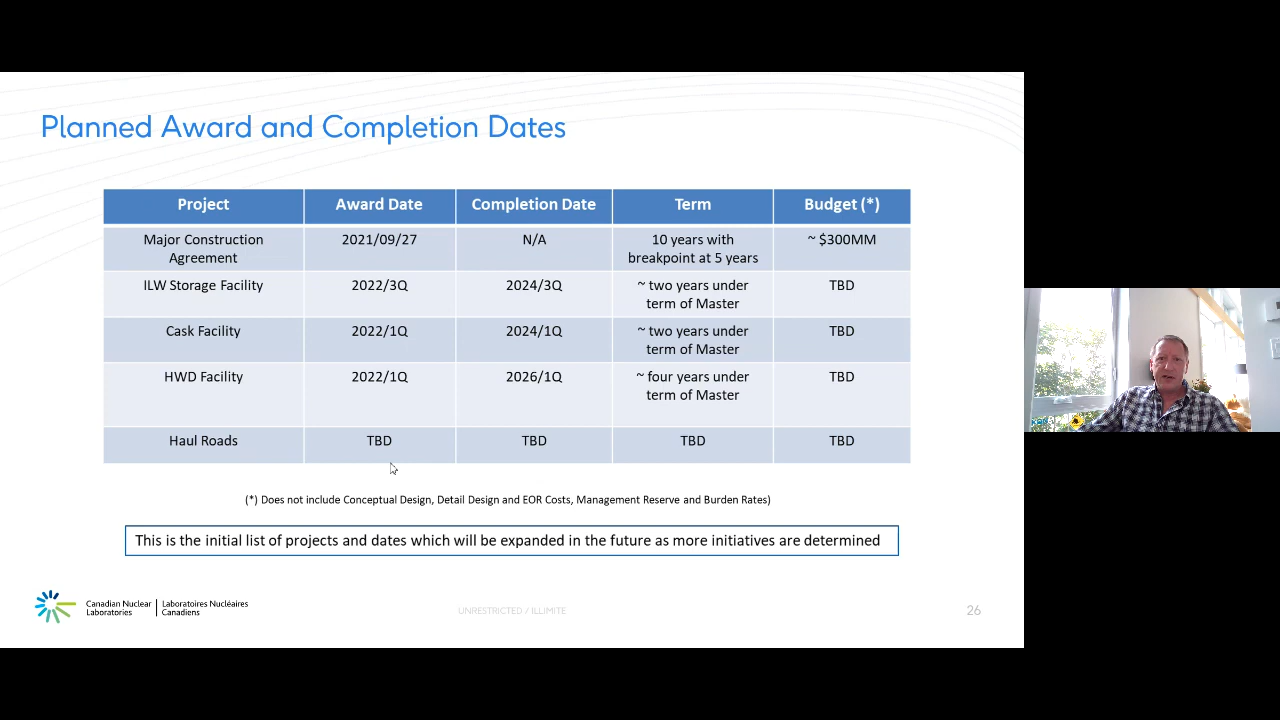 Planned Award and Completion Dates
Project Award Date Completion Date Term Budget (*)
Major Construction Agreement 2021/09/27 N/A 10 years with breakpoint at 5 years ~ $300MM
ILW Storage Facility 2022/3Q 2024/3Q ~ two years under term of Master TBD
Cask Facility 2022/1Q 2024/1Q ~ two years under term of Master TBD
HWD Facility 2022/1Q 2026/1Q ~ four years under term of Master TBD
Haul Roads TBD TBD TBD TBD
(*) Does not include Conceptual Design, Detail Design and EOR Costs, Management Reserve and Burden Rates)
This is the initial list of projects and dates which will be expanded in the future as more initiatives are determined
Canadian Nuclear Laboratories | Laboratoires Nucléaires Canadiens
UNRESTRICTED / ILLIMITÉ
26